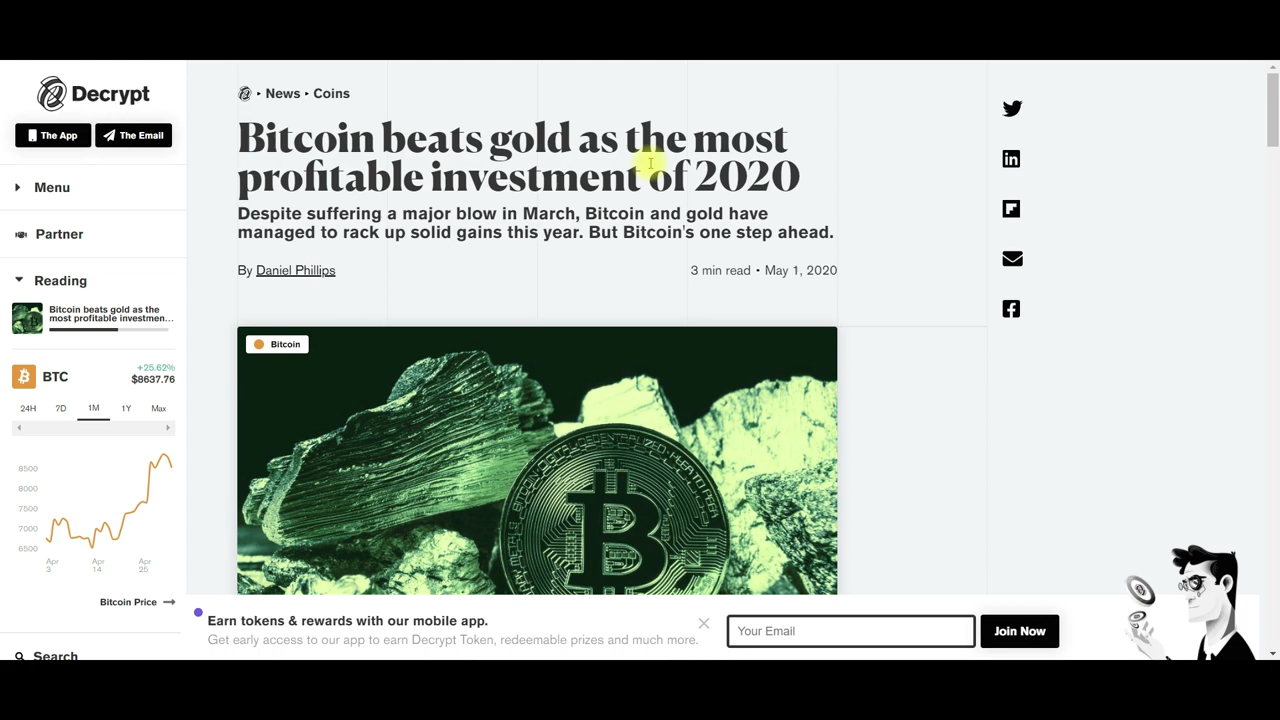 Decrypt
The App
The Email
Menu
Partner
Reading
Bitcoin beats gold as the
most profitable investmen...
BTC
+25.62%
$8637.76
24H 7D 1M 1Y Max
8500
8000
7500
7000
6500
Apr 3
Apr 14
Apr 25
Bitcoin Price
Search
News
Coins
Bitcoin beats gold as the most
profitable investment of 2020
Despite suffering a major blow in March, Bitcoin and gold have
managed to rack up solid gains this year. But Bitcoin's one step ahead.
By Daniel Phillips
3 min read • May 1, 2020
Bitcoin
Earn tokens & rewards with our mobile app.
Get early access to our app to earn Decrypt Token, redeemable prizes and much more.
Your Email
Join Now